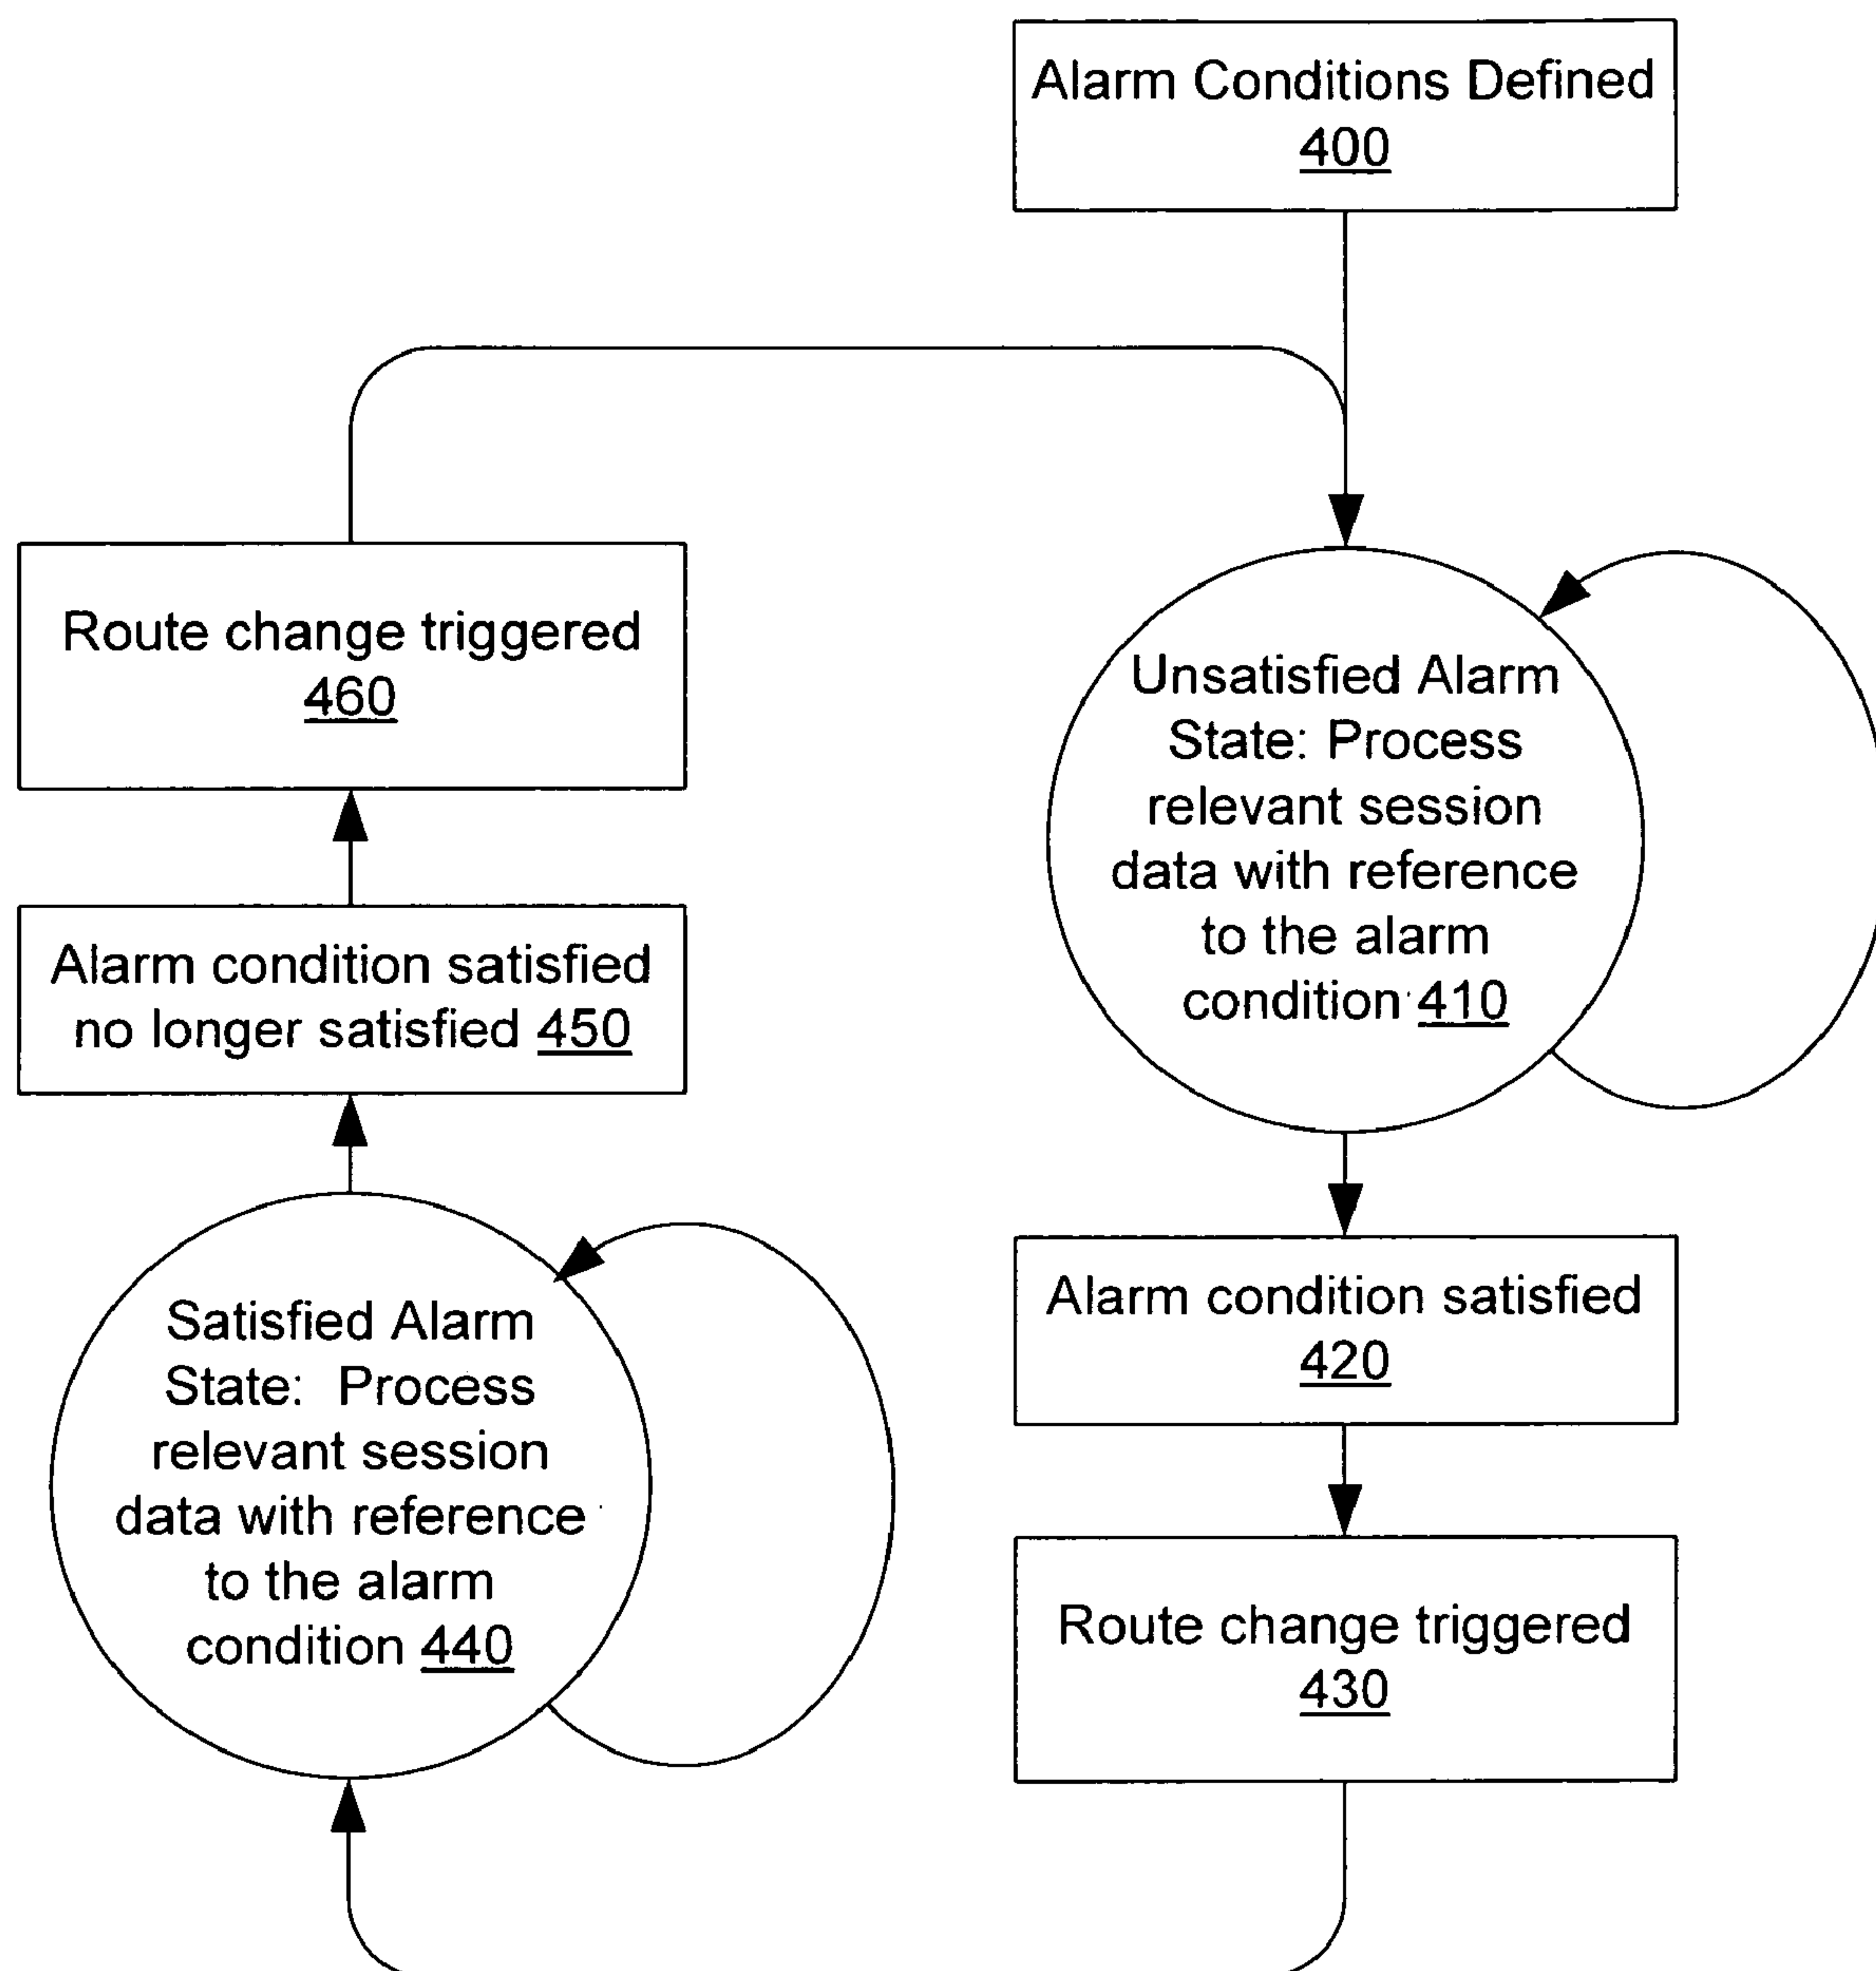 Alarm Conditions Defined
400
Route change triggered
460
Unsatisfied Alarm
State: Process
relevant session
data with reference
to the alarm
condition 410
Alarm condition satisfied
no longer satisfied 450
Alarm condition satisfied
420
Satisfied Alarm
State: Process
relevant session
data with reference
to the alarm
condition 440
Route change triggered
430